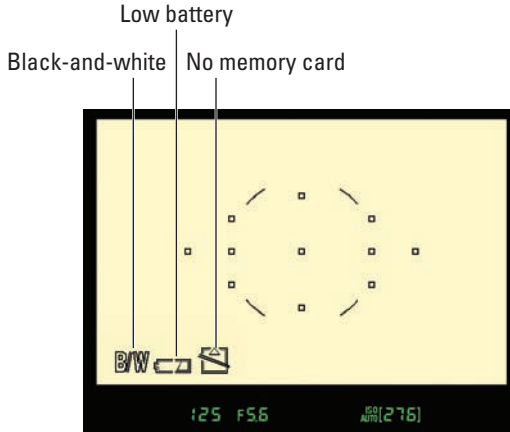 Low battery
Black-and-white No memory card
B/W
125 F5.6 ISO AUTO [276]